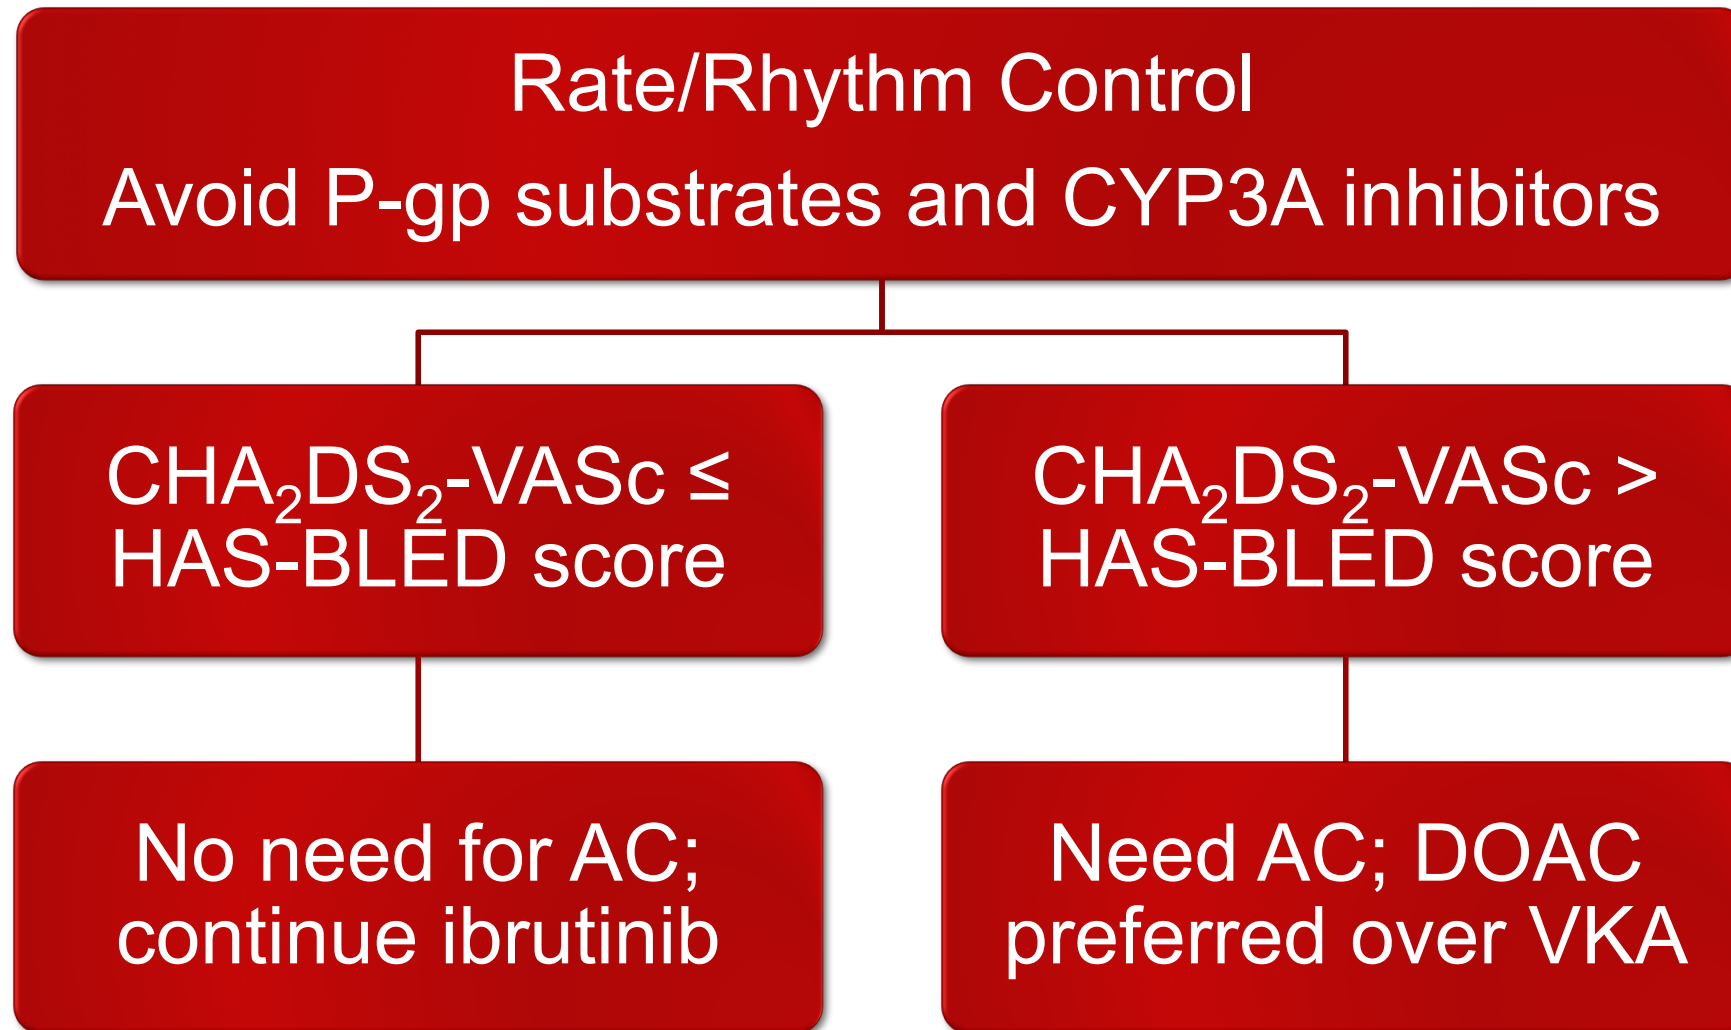 Rate/Rhythm Control
Avoid P-gp substrates and CYP3A inhibitors
CHA₂DS₂-VASc ≤
HAS-BLED score
CHA₂DS₂-VASc >
HAS-BLED score
No need for AC;
continue ibrutinib
Need AC; DOAC
preferred over VKA